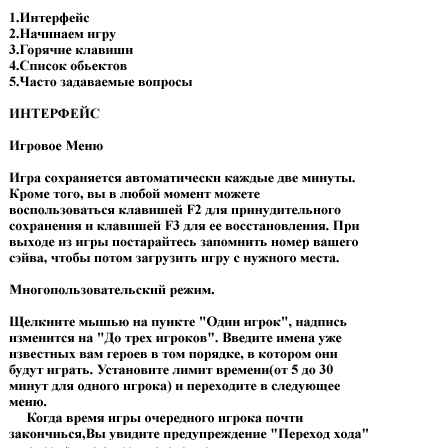 1.Интерфейс
2.Начинаем игру
3.Горячие клавиши
4.Список обьектов
5.Часто задаваемые вопросы
ИНТЕРФЕЙС
Игровое Меню
Игра сохраняется автоматически каждые две минуты.
Кроме того, вы в любой момент можете
воспользоваться клавишей F2 для принудительного
сохранения и клавишей F3 для ее восстановления. При
выходе из игры постарайтесь запомнить номер вашего
сэйва, чтобы потом загрузить игру с нужного места.
Многопользовательский режим.
Щелкните мышью на пункте "Один игрок", надпись
изменится на "До трех игроков". Введите имена уже
известных вам героев в том порядке, в котором они
будут играть. Установите лимит времени(от 5 до 30
минут для одного игрока) и переходите в следующее
меню.
Когда время игры очередного игрока почти
закончиься,Вы увидите предупреждение "Переход хода"